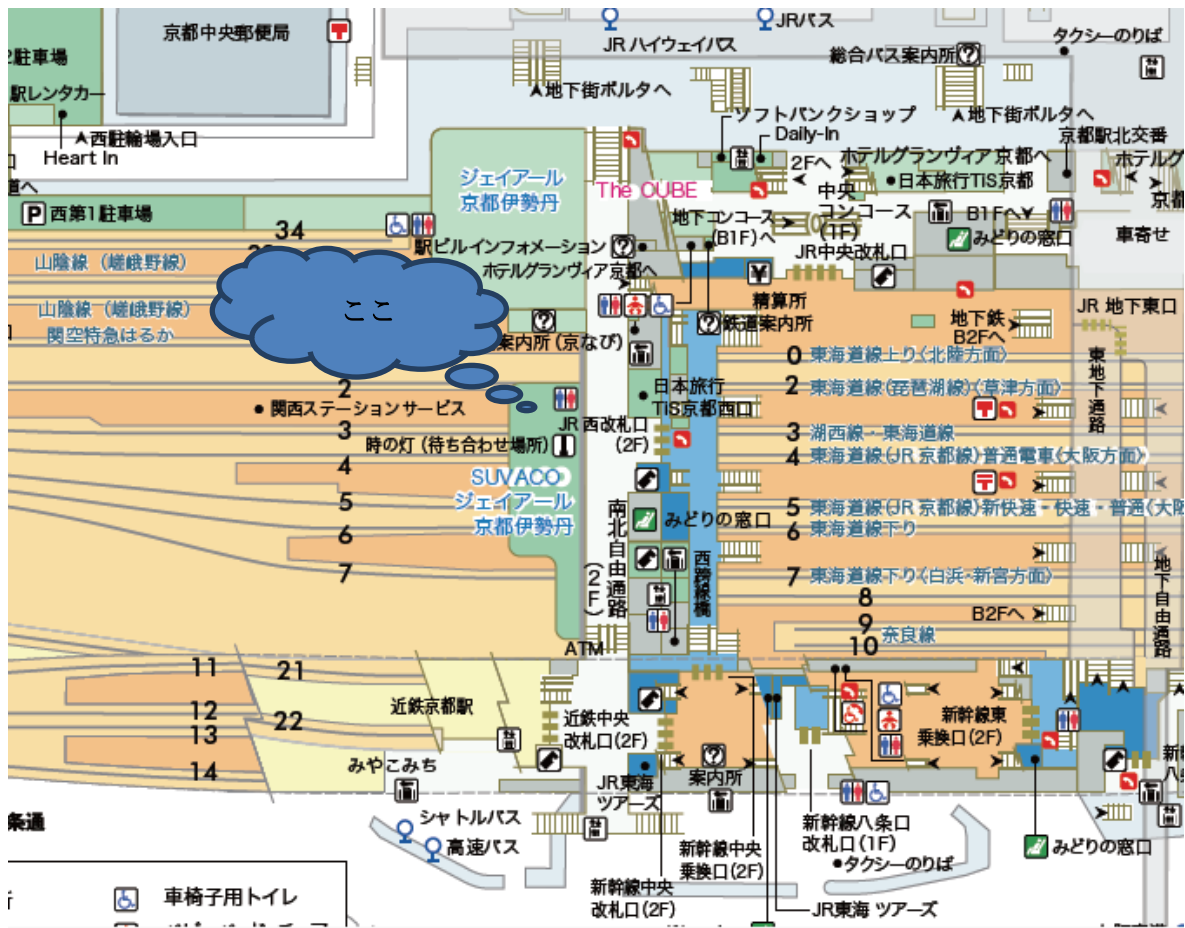 京都中央郵便局
JRバス
JRハイウェイバス
タクシーのりば
駐車場
総合バス案内所
駅レンタカー
地下街ポルタへ
地下街ポルタへ
ソフトバンクショップ
Daily-In
西駐輪場入口
Heart In
京都駅北交番
2Fへ
ホテルグランヴィア京都へ
ホテルグ
日本旅行TIS京都
道へ
ジェイアール
京都伊勢丹
The CUBE
中央
コンコース
(1F)
京都
P
西第1駐車場
34
地下コンコース
(B1F)へ
B1Fへ
車寄せ
みどりの窓口
駅ビルインフォメーション
JR中央改札口
山陰線（嵯峨野線）
ホテルグランヴィア京都へ
精算所
ここ
山陰線（嵯峨野線）
関空特急はるか
案内所(京なび)
鉄道案内所
地下鉄
B2Fへ
JR 地下東口
0 東海道線上り〈北陸方面〉
2
日本旅行
TIS京都西口
2 東海道線(琵琶湖線)〈草津方面〉
東地下通路
関西ステーションサービス
3
時の灯(待ち合わせ場所)
JR西改札口
(2F)
3 湖西線・東海道線
4
4 東海道線(JR 京都線)普通電車〈大阪方面〉
SUVACO
ジェイアール
京都伊勢丹
5
南北自由通路
(2F)
みどりの窓口
5 東海道線(JR 京都線)新快速・快速・普通〈大阪
6
6 東海道線下り
7
西跨線橋
7 東海道線下り〈白浜・新宮方面〉
地下自由通路
8
B2Fへ
9
奈良線
10
ATM
11
21
12
22
近鉄京都駅
近鉄中央
改札口(2F)
新幹線東
乗換口(2F)
13
14
みやこみち
案内所
JR東海
ツアーズ
シャトルバス
高速バス
条通
新幹線八条口
改札口(1F)
新幹線中央
乗換口(2F)
タクシーのりば
みどりの窓口
新幹線中央
改札口(2F)
JR東海 ツアーズ
車椅子用トイレ